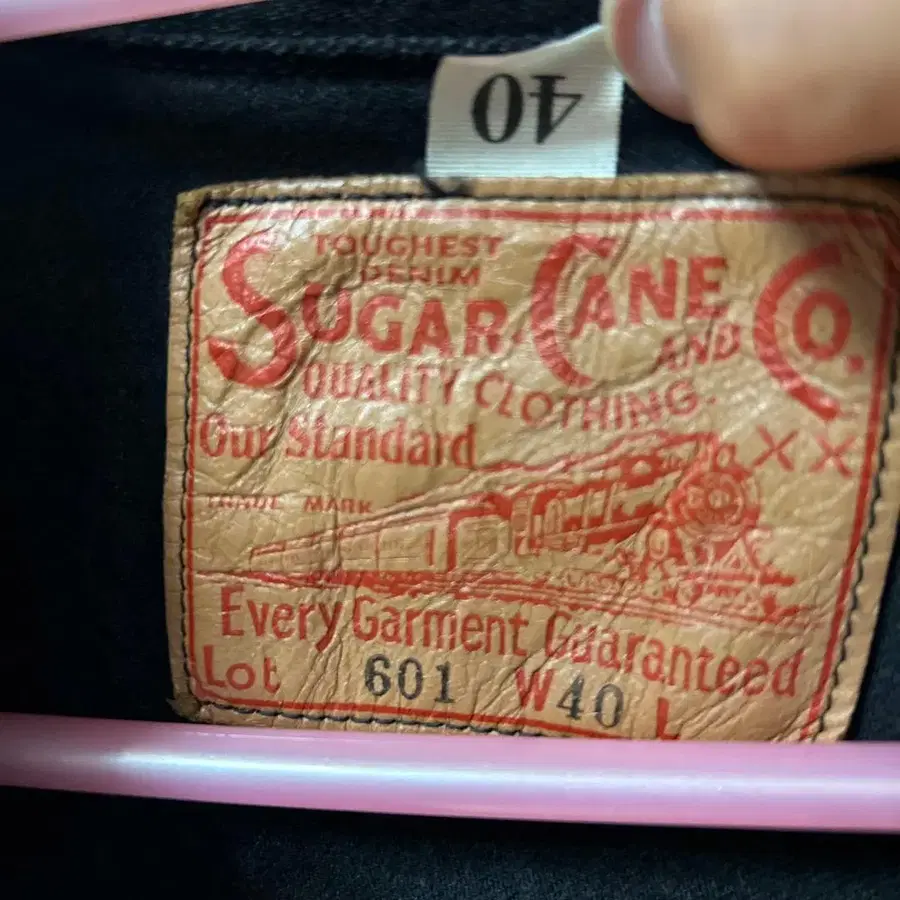 40
TOUGHEST
DENIM
SUGAR CANE CO.
AND
QUALITY CLOTHING.
Our Standard XX
TRADE MARK
Every Garment Guaranteed
Lot 601 W40 L